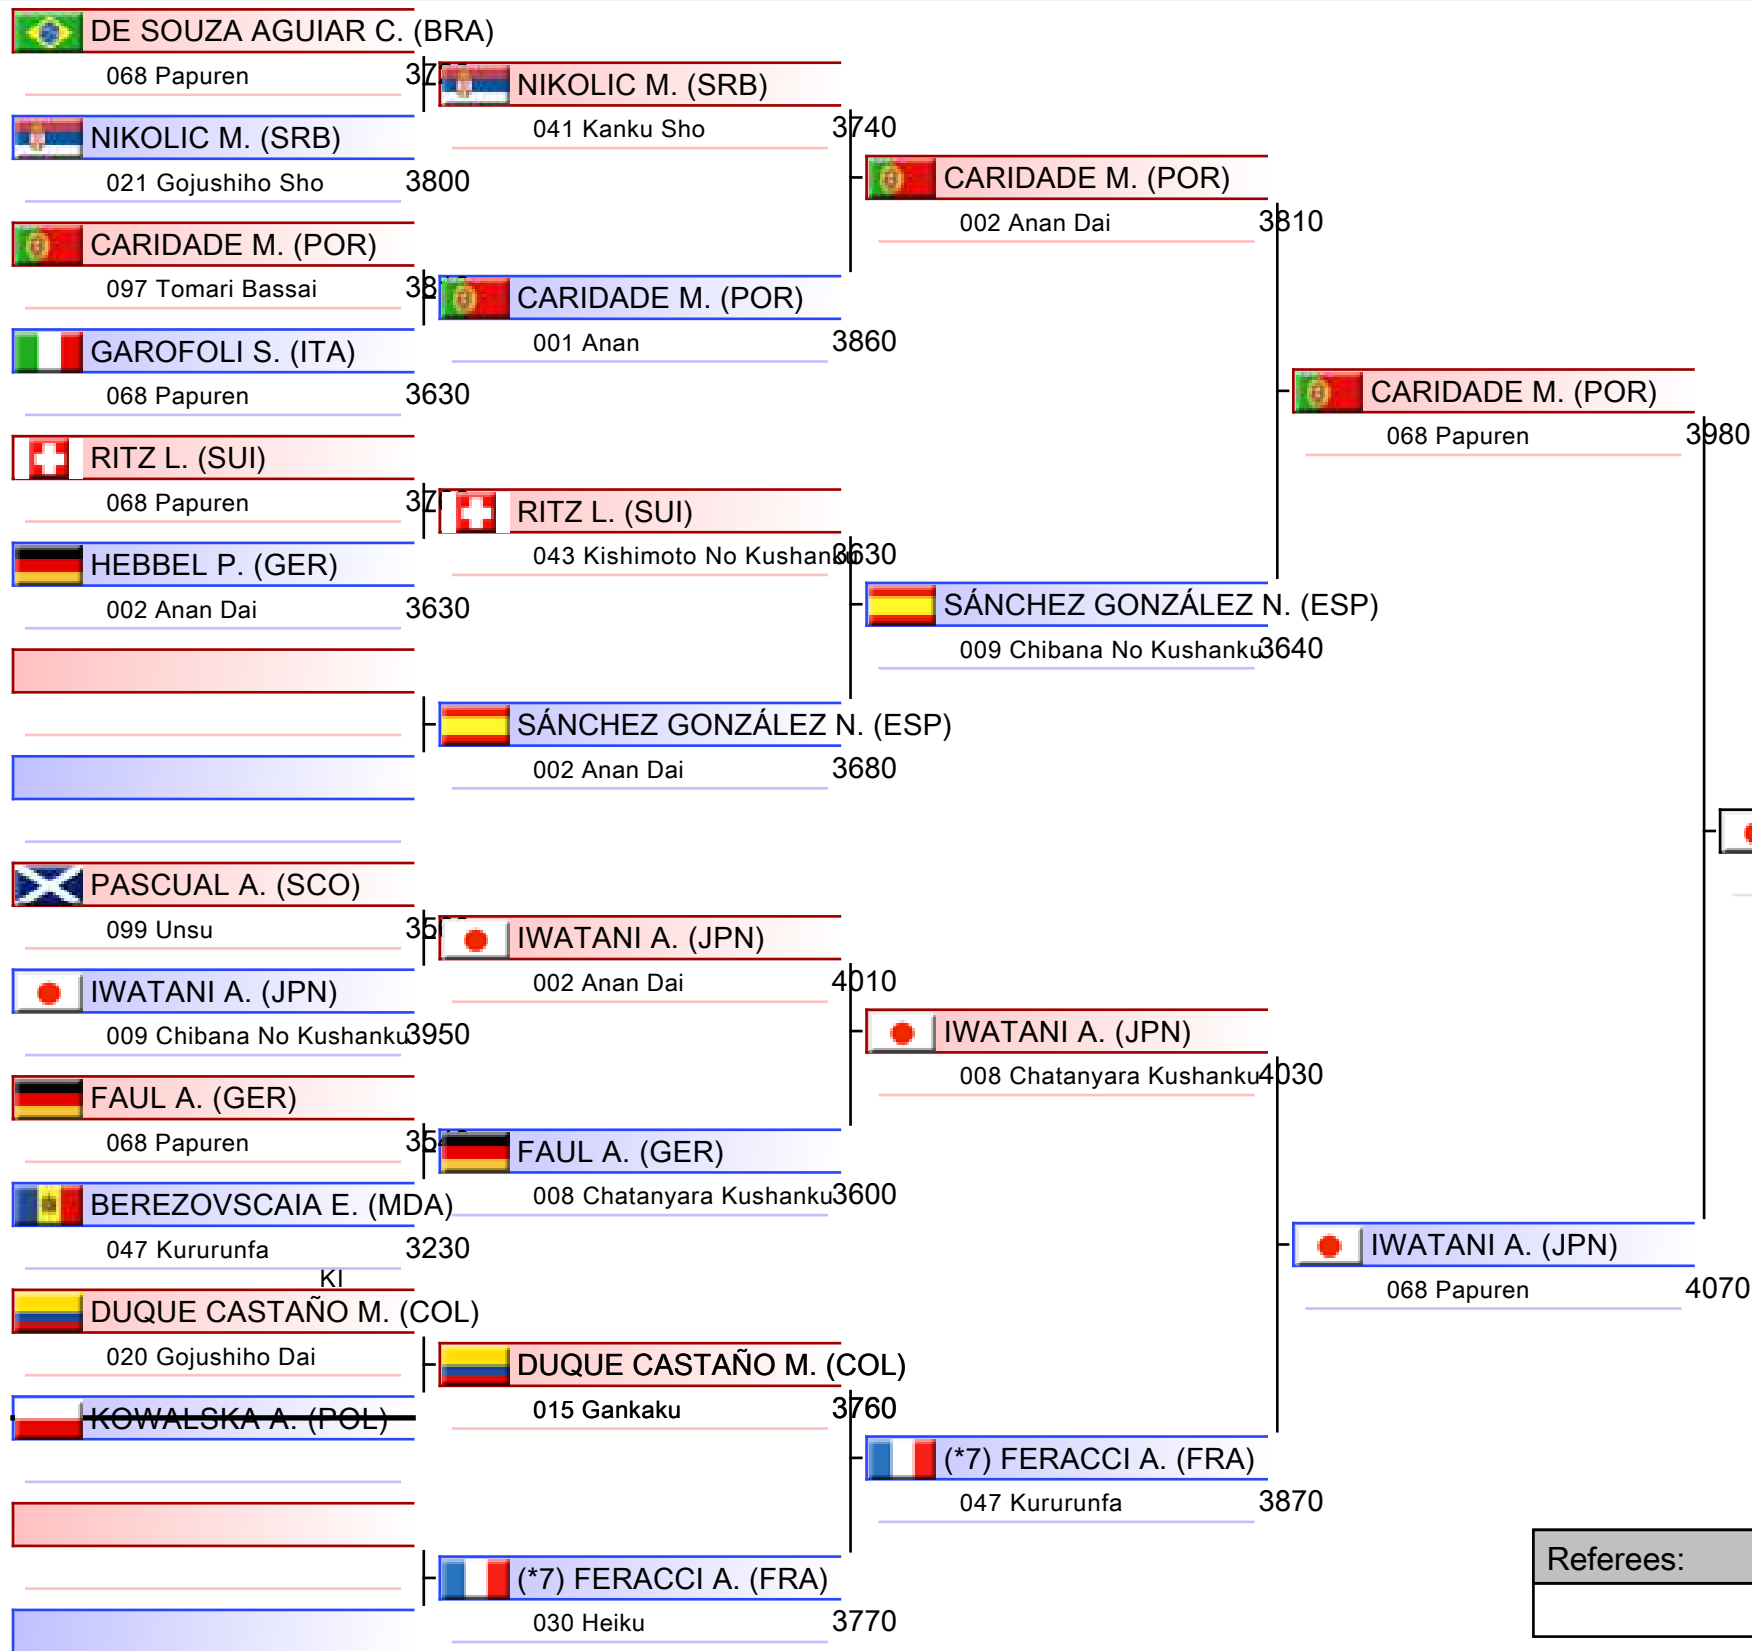 DE SOUZA AGUIAR C. (BRA)
068 Papuren
NIKOLIC M. (SRB)
021 Gojushiho Sho 3800
CARIDADE M. (POR)
097 Tomari Bassai
GAROFOLI S. (ITA)
068 Papuren 3630
RITZ L. (SUI)
068 Papuren
HEBBEL P. (GER)
002 Anan Dai 3630
PASCUAL A. (SCO)
099 Unsu
IWATANI A. (JPN)
009 Chibana No Kushanku 3950
FAUL A. (GER)
068 Papuren
BEREZOVSCAIA E. (MDA)
047 Kururunfa 3230
KI
DUQUE CASTAÑO M. (COL)
020 Gojushiho Dai
KOWALSKA A. (POL)
NIKOLIC M. (SRB)
041 Kanku Sho 3740
CARIDADE M. (POR)
001 Anan 3860
RITZ L. (SUI)
043 Kishimoto No Kushanku 3630
SÁNCHEZ GONZÁLEZ N. (ESP)
002 Anan Dai 3680
IWATANI A. (JPN)
002 Anan Dai 4010
FAUL A. (GER)
008 Chatanyara Kushanku 3600
DUQUE CASTAÑO M. (COL)
015 Gankaku 3760
(*7) FERACCI A. (FRA)
030 Heiku 3770
CARIDADE M. (POR)
002 Anan Dai 3810
SÁNCHEZ GONZÁLEZ N. (ESP)
009 Chibana No Kushanku 3640
IWATANI A. (JPN)
008 Chatanyara Kushanku 4030
(*7) FERACCI A. (FRA)
047 Kururunfa 3870
CARIDADE M. (POR)
068 Papuren 3980
IWATANI A. (JPN)
068 Papuren 4070
Referees: